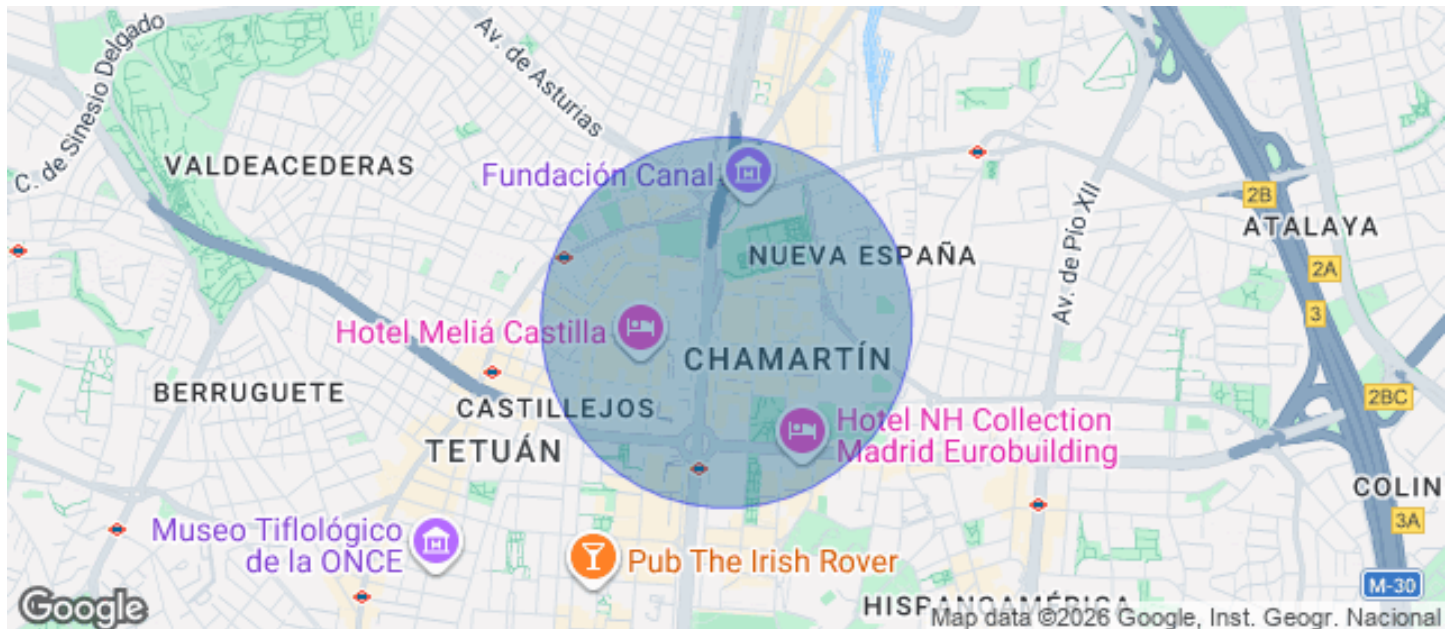 C. de Sinesio Delgado
Av. de Asturias
VALDEACEDERAS
Fundación Canal
2B
ATALAYA
NUEVA ESPAÑA
Av. de Pío XII
2A
3
Hotel Meliá Castilla
CHAMARTÍN
BERRUGUETE
CASTILLEJOS
2BC
TETUÁN
Hotel NH Collection
Madrid Eurobuilding
COLIN
3A
Museo Tiflológico
de la ONCE
Pub The Irish Rover
M-30
HISPANOAMÉRICA
Google
Map data ©2026 Google, Inst. Geogr. Nacional